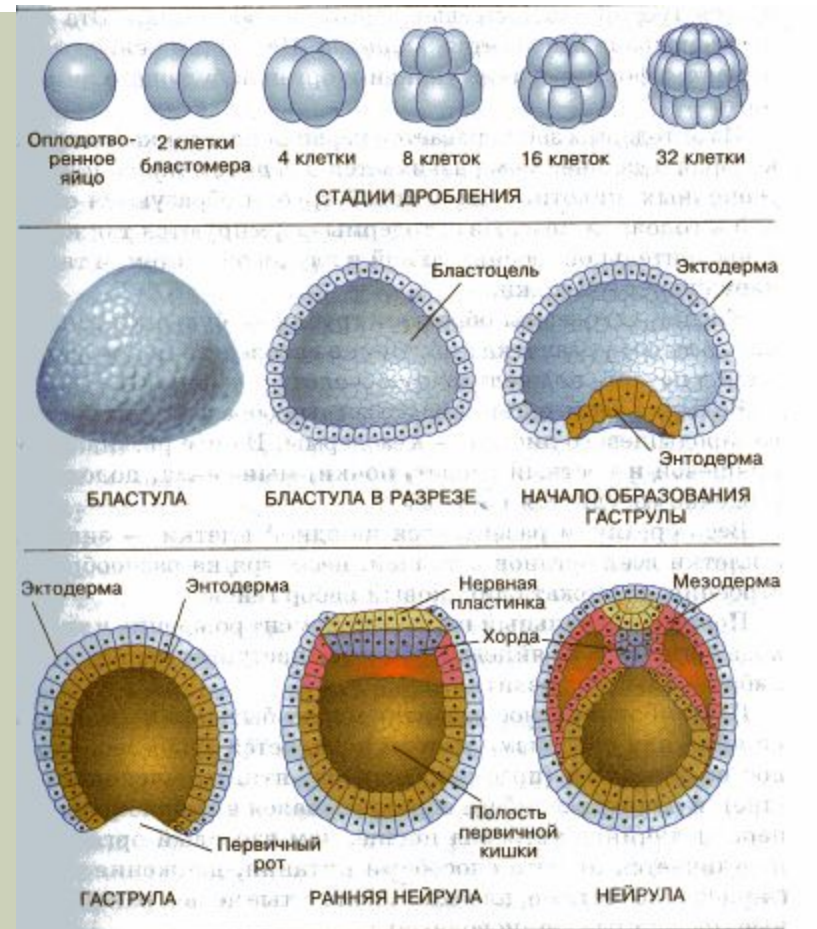 Оплодотво-
ренное
яйцо
2 клетки
бластомера
4 клетки
8 клеток
16 клеток
32 клетки
СТАДИИ ДРОБЛЕНИЯ
Бластоцель
Эктодерма
Энтодерма
БЛАСТУЛА
БЛАСТУЛА В РАЗРЕЗЕ
НАЧАЛО ОБРАЗОВАНИЯ
ГАСТРУЛЫ
Эктодерма
Энтодерма
Нервная
пластинка
Мезодерма
Хорда
Первичный
рот
Полость
первичной
кишки
ГАСТРУЛА
РАННЯЯ НЕЙРУЛА
НЕЙРУЛА